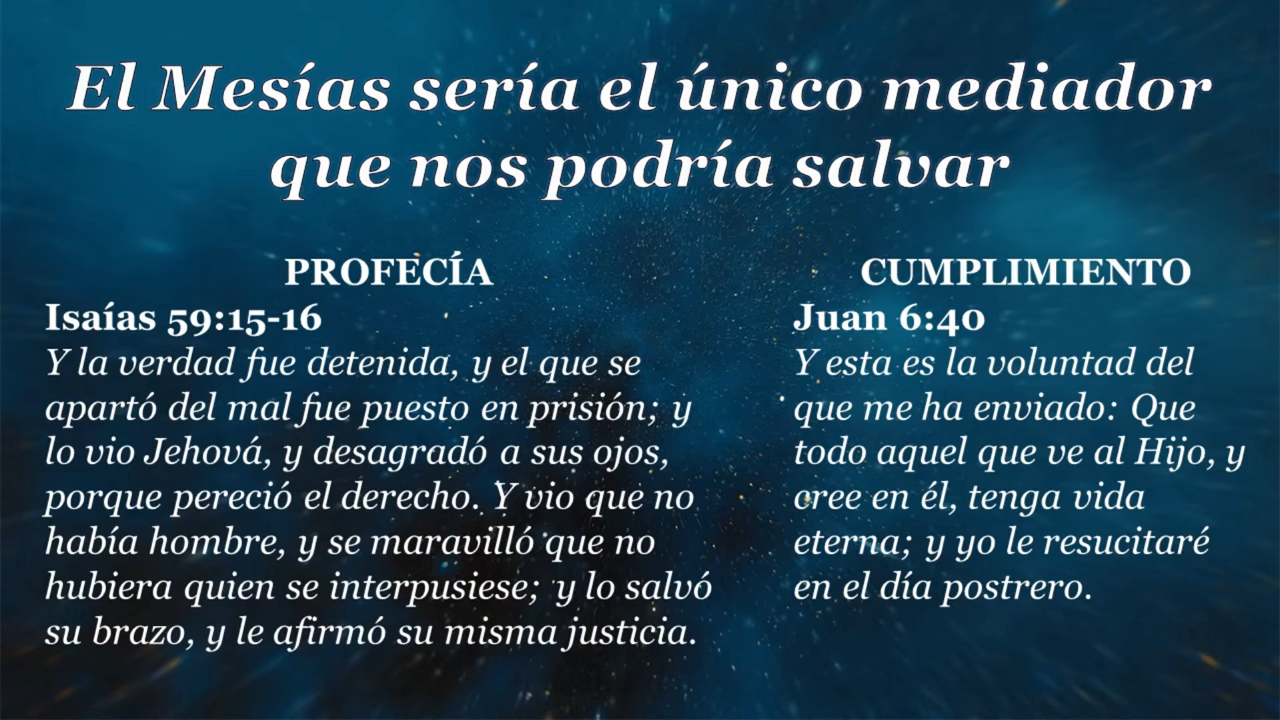 El Mesías sería el único mediador
que nos podría salvar
PROFECÍA
Isaías 59:15-16
Y la verdad fue detenida, y el que se
apartó del mal fue puesto en prisión; y
lo vio Jehová, y desagradó a sus ojos,
porque pereció el derecho. Y vio que no
había hombre, y se maravilló que no
hubiera quien se interpusiese; y lo salvó
su brazo, y le afirmó su misma justicia.
CUMPLIMIENTO
Juan 6:40
Y esta es la voluntad del
que me ha enviado: Que
todo aquel que ve al Hijo, y
cree en él, tenga vida
eterna; y yo le resucitaré
en el día postrero.